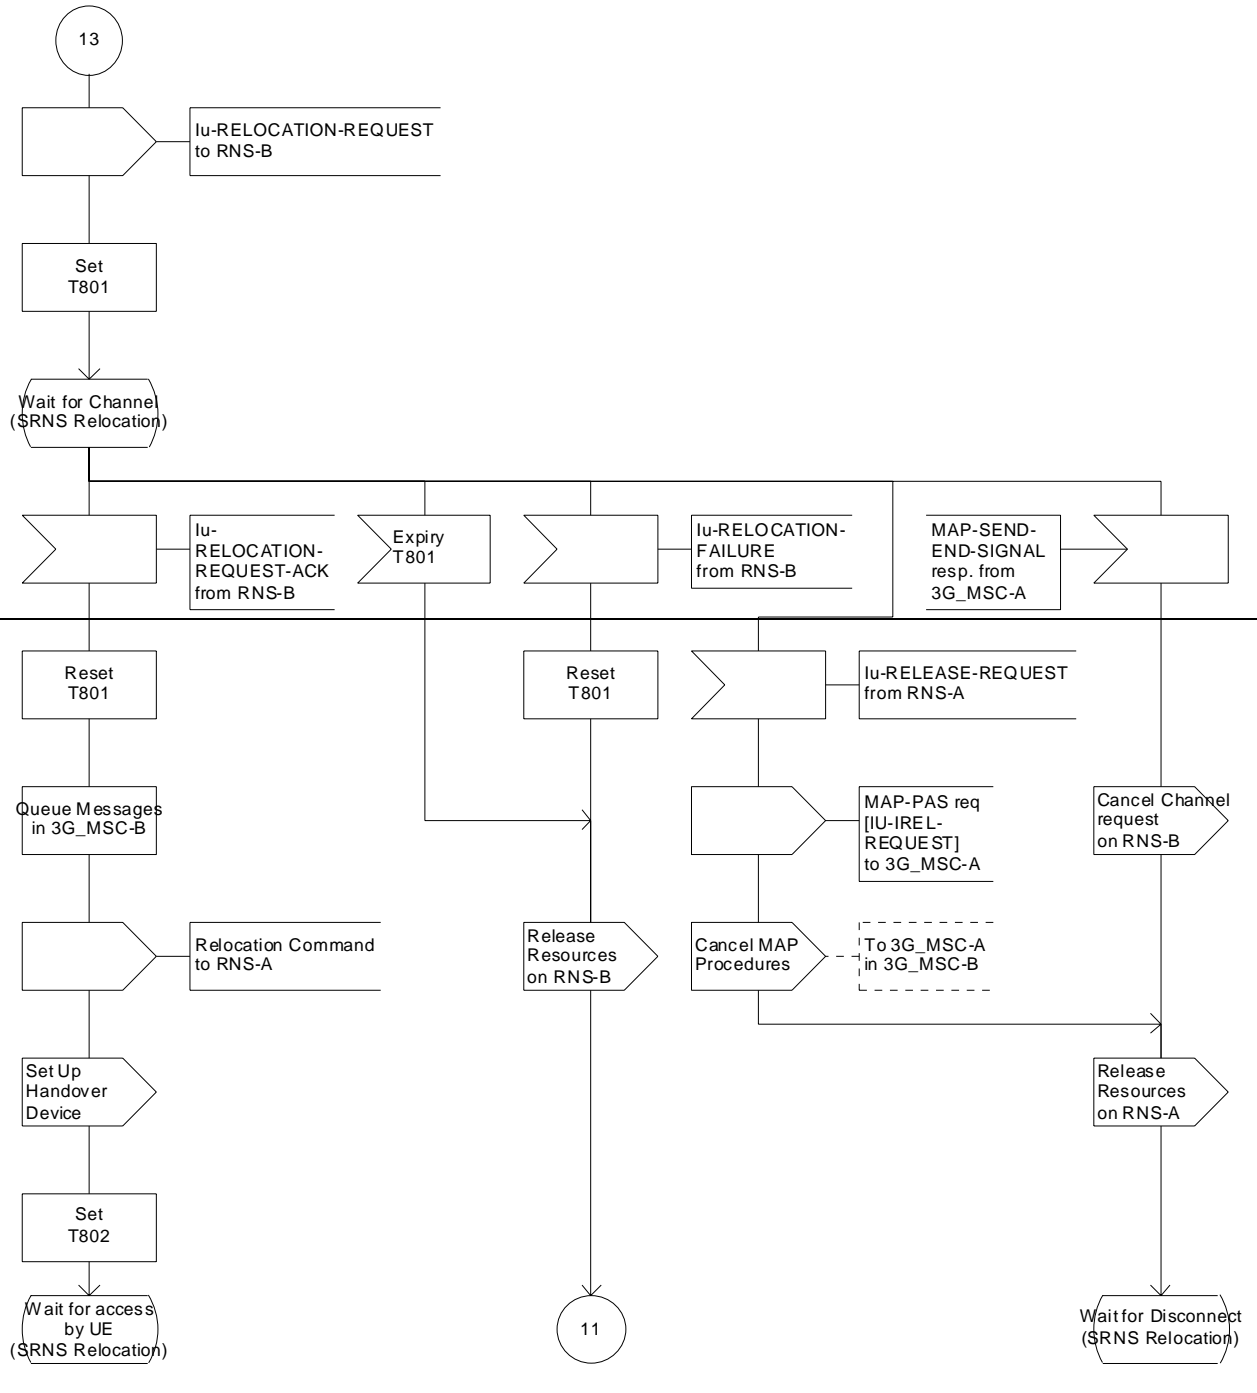 13
Iu-RELOCATION-REQUEST
to RNS-B
Set
T801
Wait for Channel
(SRNS Relocation)
Iu-
RELOCATION-
REQUEST-ACK
from RNS-B
Expiry
T801
Iu-RELOCATION-
FAILURE
from RNS-B
MAP-SEND-
END-SIGNAL
resp. from
3G_MSC-A
Reset
T801
Reset
T801
Iu-RELEASE-REQUEST
from RNS-A
Queue Messages
in 3G_MSC-B
MAP-PAS req
[IU-IREL-
REQUEST]
to 3G_MSC-A
Cancel Channel
request
on RNS-B
Relocation Command
to RNS-A
Release
Resources
on RNS-B
Cancel MAP
Procedures
To 3G_MSC-A
in 3G_MSC-B
Set Up
Handover
Device
Release
Resources
on RNS-A
Set
T802
Wait for access
by UE
(SRNS Relocation)
11
Wait for Disconnect
(SRNS Relocation)